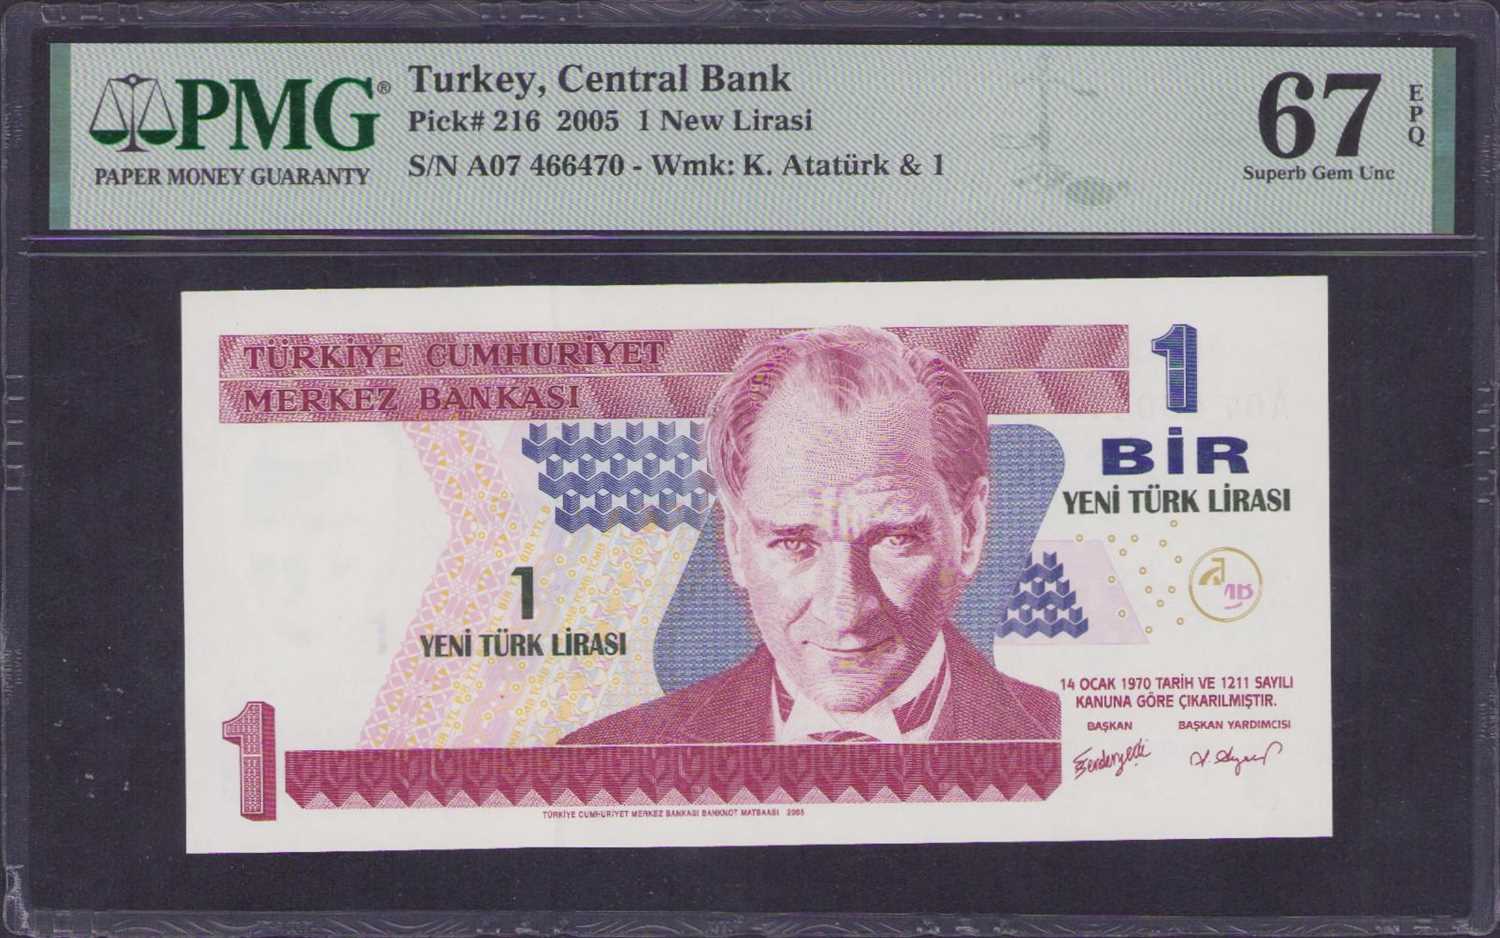 PMG®
PAPER MONEY GUARANTY
Turkey, Central Bank
Pick# 216 2005 1 New Lirasi
S/N A07 466470 - Wmk: K. Atatürk & 1
67
EPQ
Superb Gem Unc
TÜRKİYE CUMHURİYET
MERKEZ BANKASI
1
BİR
YENİ TÜRK LİRASI
1
YENİ TÜRK LİRASI
14 OCAK 1970 TARİH VE 1211 SAYILI
KANUNA GÖRE ÇIKARILMIŞTIR.
BAŞKAN BAŞKAN YARDIMCISI
1
TÜRKİYE CUMHURİYET MERKEZ BANKASI BANKNOT MATBAASI 2005